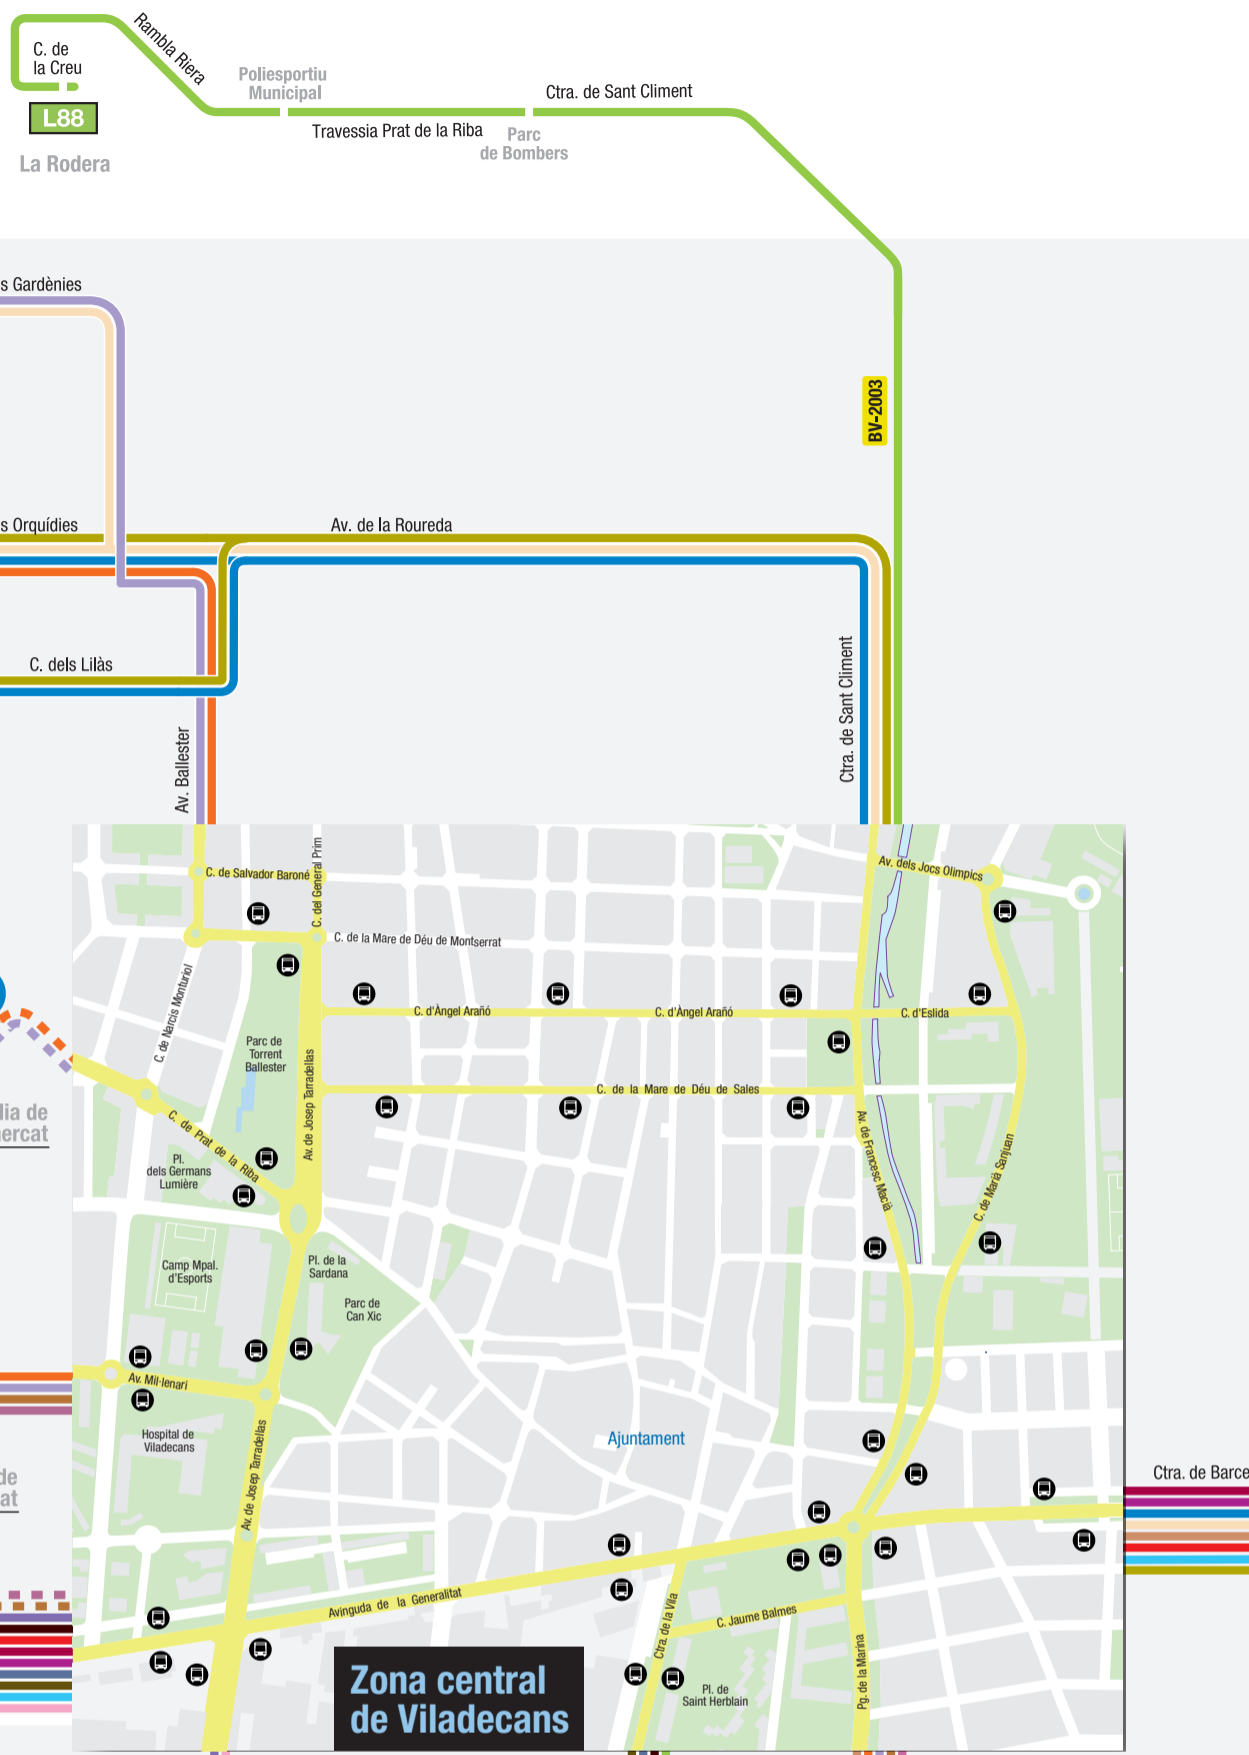 C. de
la Creu
L88
La Rodera
Rambla Riera
Poliesportiu
Municipal
Travessia Prat de la Riba
Parc
de Bombers
Ctra. de Sant Climent
BV-2003
s Gardènies
s Orquídies
Av. de la Roureda
C. dels Lilàs
Av. Ballester
Ctra. de Sant Climent
C. de Salvador Baroné
C. del General Prim
Av. dels Jocs Olímpics
C. de la Mare de Déu de Montserrat
C. de Narcís Monturiol
C. d'Àngel Arañó
C. d'Àngel Arañó
C. d'Eslida
Parc de
Torrent
Ballester
Av. de Josep Tarradellas
C. de la Mare de Déu de Sales
lia de
ercat
C. de Prat de la Riba
Pl.
dels Germans
Lumière
Av. de Francesc Macià
C. de Marià Sanjuan
Camp Mpal.
d'Esports
Pl. de la
Sardana
Parc de
Can Xic
Av. Mil·lenari
Hospital de
Viladecans
Av. de Josep Tarradellas
Ajuntament
de
at
Ctra. de Barce
Avinguda de la Generalitat
Ctra. de la Vila
C. Jaume Balmes
Pl. de
Saint Herblain
Pg. de la Marina
Zona central
de Viladecans